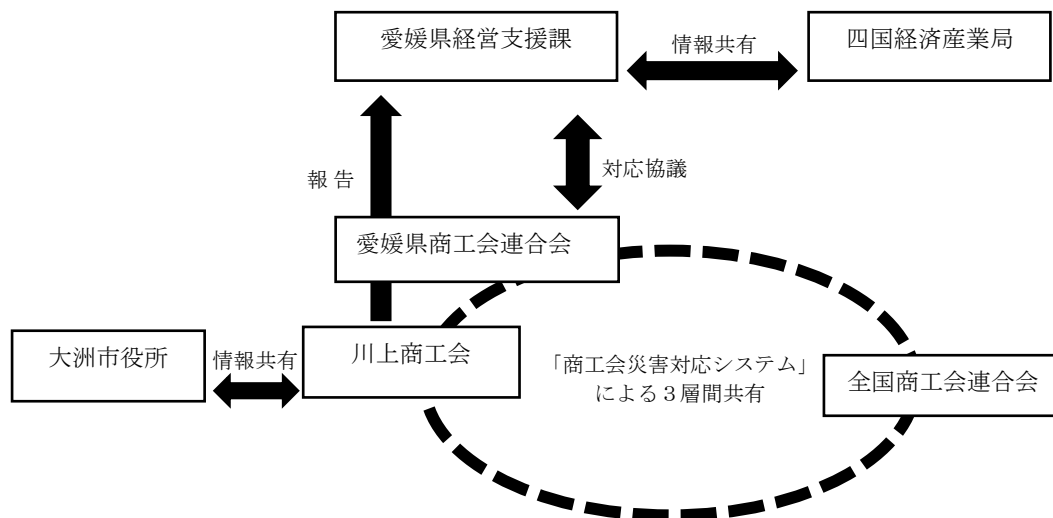 愛媛県経営支援課
情報共有
四国経済産業局
報 告
対応協議
愛媛県商工会連合会
大洲市役所
情報共有
川上商工会
「商工会災害対応システム」
による３層間共有
全国商工会連合会